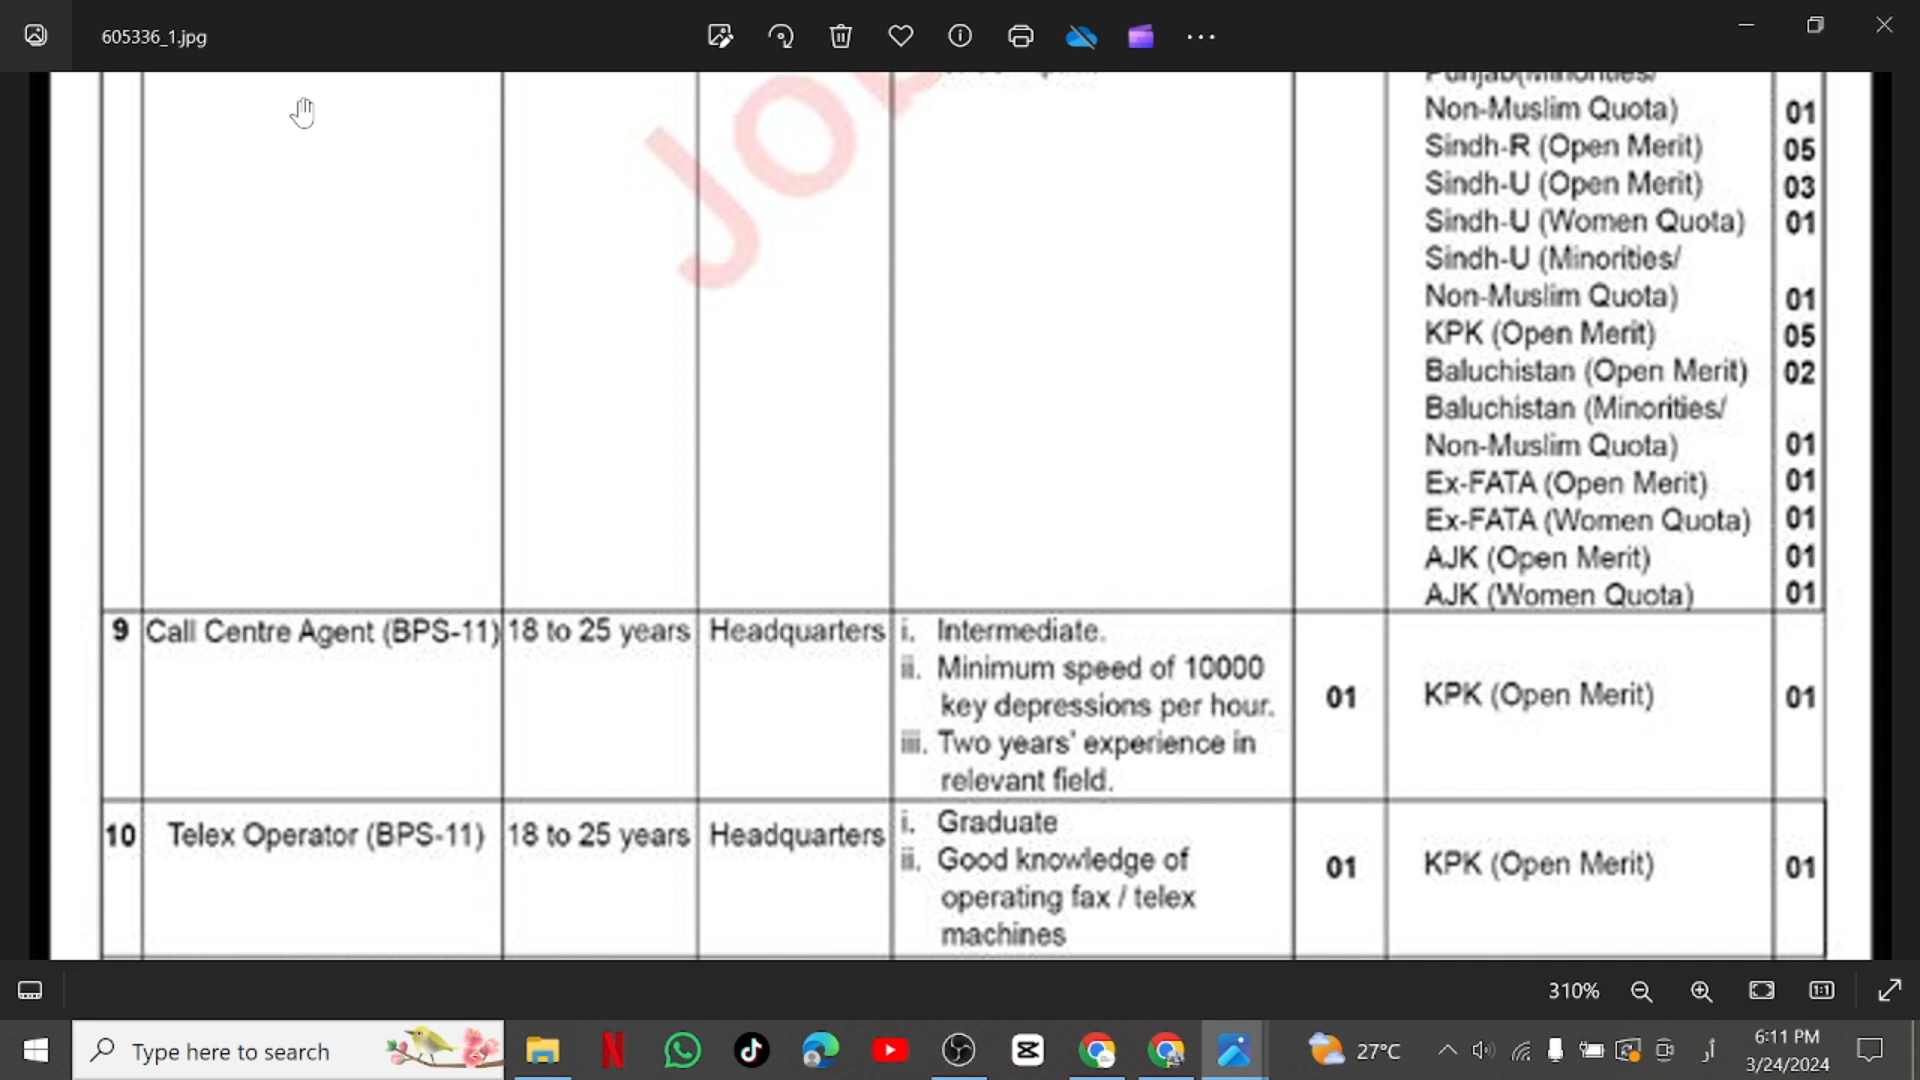 605336_1.jpg
Punjab(Minorities/
Non-Muslim Quota) 01
Sindh-R (Open Merit) 05
Sindh-U (Open Merit) 03
Sindh-U (Women Quota) 01
Sindh-U (Minorities/
Non-Muslim Quota) 01
KPK (Open Merit) 05
Baluchistan (Open Merit) 02
Baluchistan (Minorities/
Non-Muslim Quota) 01
Ex-FATA (Open Merit) 01
Ex-FATA (Women Quota) 01
AJK (Open Merit) 01
AJK (Women Quota) 01
9 Call Centre Agent (BPS-11) 18 to 25 years Headquarters i. Intermediate.
ii. Minimum speed of 10000
key depressions per hour. 01 KPK (Open Merit) 01
iii. Two years' experience in
relevant field.
10 Telex Operator (BPS-11) 18 to 25 years Headquarters i. Graduate
ii. Good knowledge of 01 KPK (Open Merit) 01
operating fax / telex
machines
310%
Type here to search
27°C
6:11 PM
3/24/2024